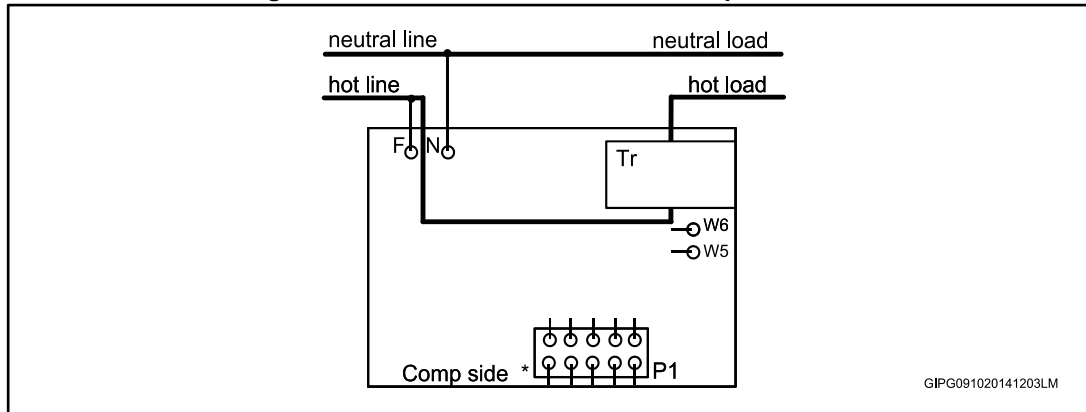 neutral line neutral load
hot line hot load
F N
Tr
W6
W5
Comp side * P1
GIPG091020141203LM